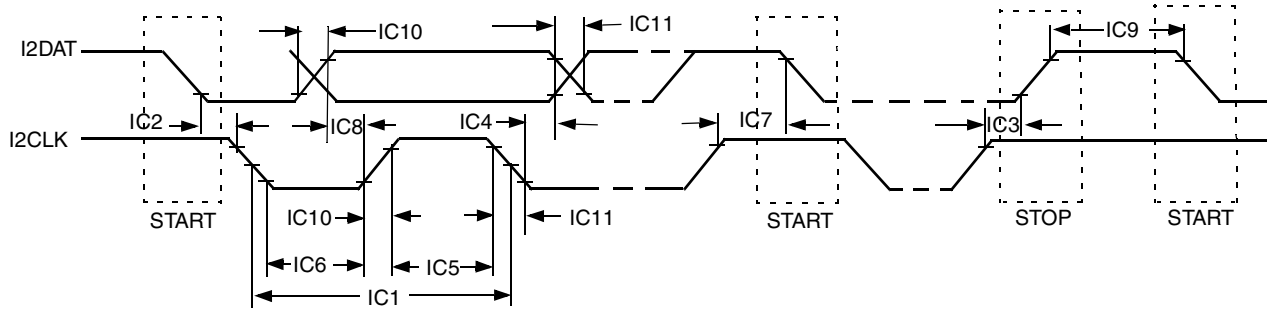 IC10
IC11
IC9
I2DAT
IC2
IC8
IC4
IC7
IC3
I2CLK
START
IC10
IC11
START
STOP
START
IC6
IC5
IC1